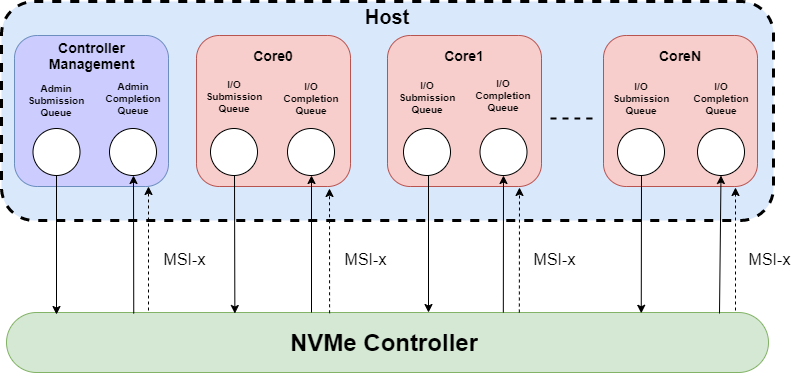 Host
Controller
Management
Admin
Submission
Queue
Admin
Completion
Queue
Core0
I/O
Submission
Queue
I/O
Completion
Queue
Core1
I/O
Submission
Queue
I/O
Completion
Queue
CoreN
I/O
Submission
Queue
I/O
Completion
Queue
MSI-x
MSI-x
MSI-x
MSI-x
NVMe Controller